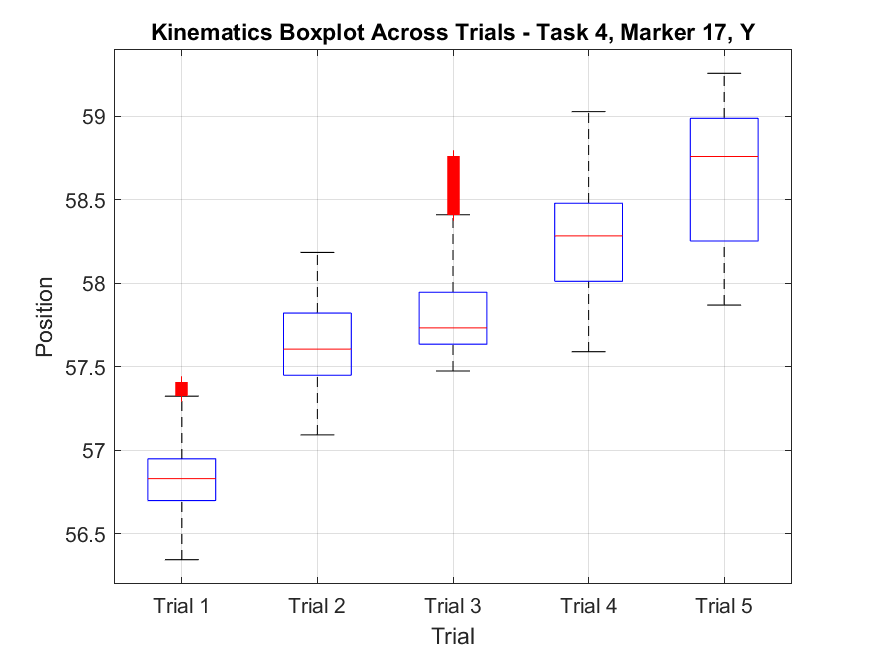 Kinematics Boxplot Across Trials - Task 4, Marker 17, Y
59
58.5
58
57.5
57
56.5
Position
Trial 1 Trial 2 Trial 3 Trial 4 Trial 5
Trial